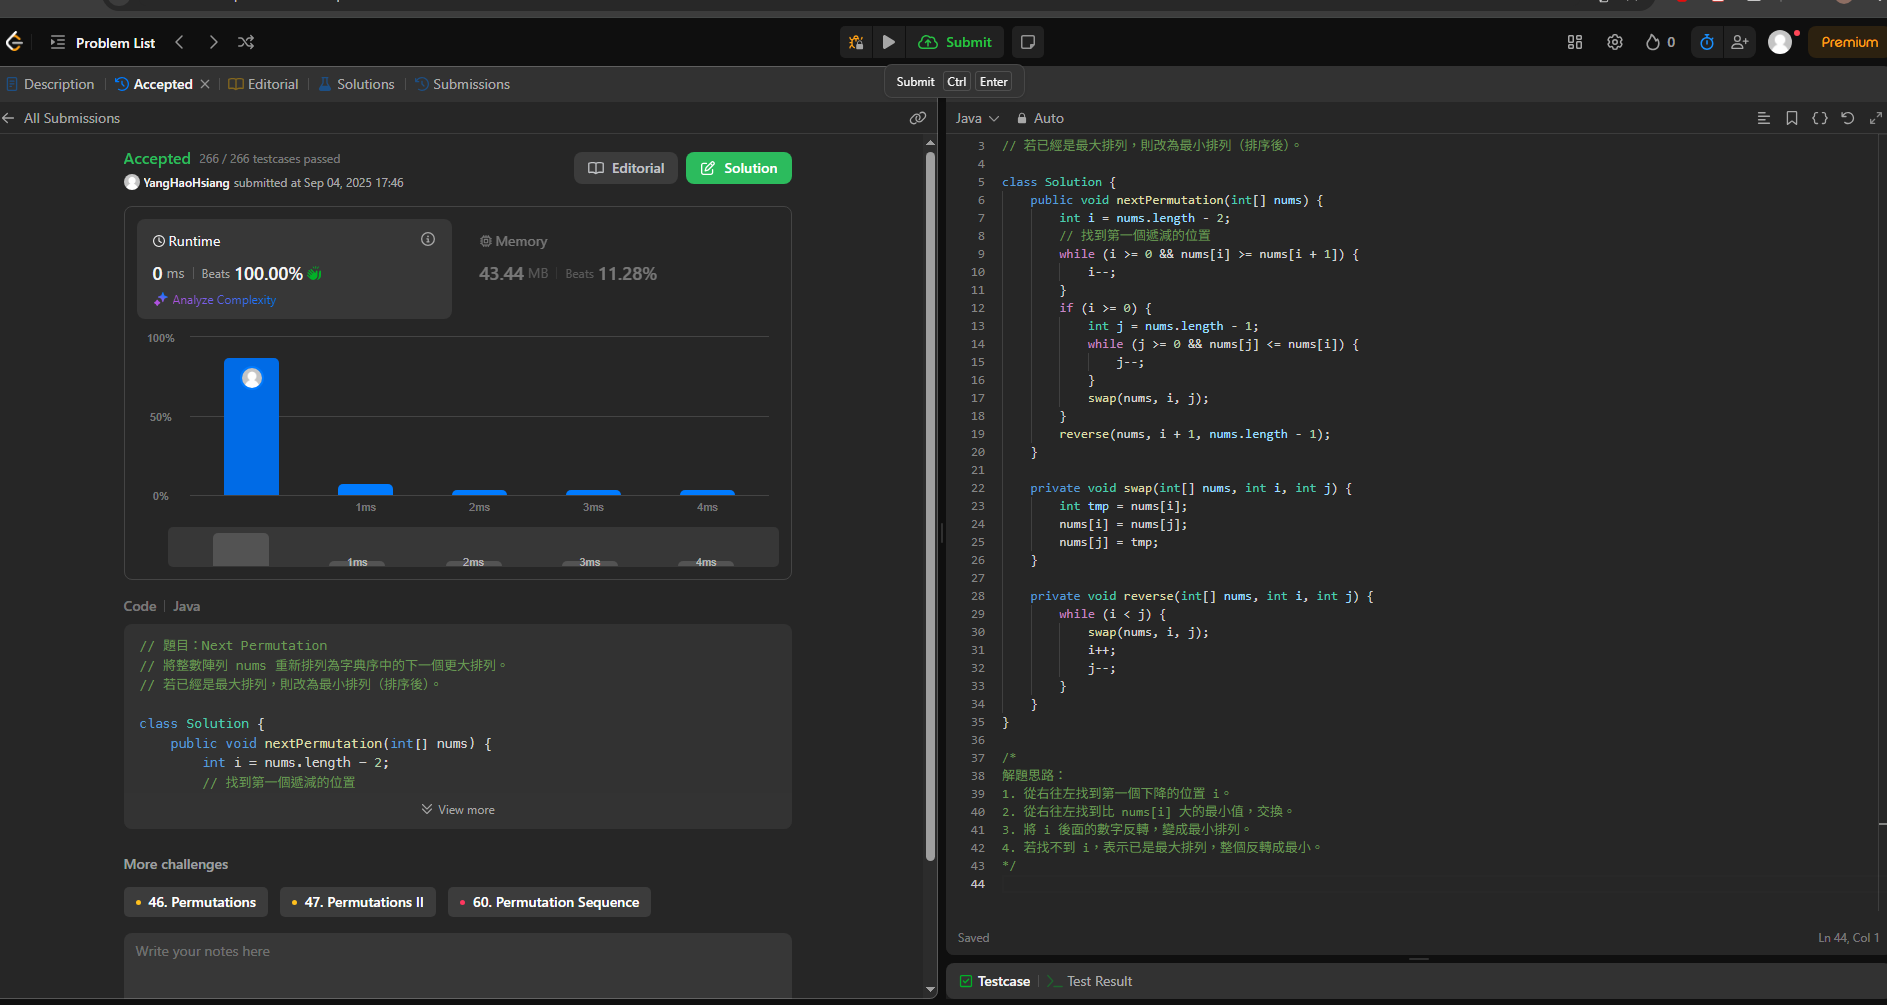 Problem List
Submit
0
Premium
Description
Accepted
Editorial
Solutions
Submissions
Submit Ctrl Enter
All Submissions
Accepted 266 / 266 testcases passed
YangHaoHsiang submitted at Sep 04, 2025 17:46
Editorial
Solution
Runtime
0 ms Beats 100.00%
Analyze Complexity
Memory
43.44 MB Beats 11.28%
100%
50%
0%
1ms 2ms 3ms 4ms
1ms 2ms 3ms 4ms
Code Java
// 題目：Next Permutation
// 將整數陣列 nums 重新排列為字典序中的下一個更大排列。
// 若已經是最大排列，則改為最小排列（排序後）。
class Solution {
public void nextPermutation(int[] nums) {
int i = nums.length - 2;
// 找到第一個遞減的位置
View more
More challenges
46. Permutations
47. Permutations II
60. Permutation Sequence
Write your notes here
Java Auto
3 // 若已經是最大排列，則改為最小排列（排序後）。
4
5 class Solution {
6 public void nextPermutation(int[] nums) {
7 int i = nums.length - 2;
8 // 找到第一個遞減的位置
9 while (i >= 0 && nums[i] >= nums[i + 1]) {
10 i--;
11 }
12 if (i >= 0) {
13 int j = nums.length - 1;
14 while (j >= 0 && nums[j] <= nums[i]) {
15 j--;
16 }
17 swap(nums, i, j);
18 }
19 reverse(nums, i + 1, nums.length - 1);
20 }
21
22 private void swap(int[] nums, int i, int j) {
23 int tmp = nums[i];
24 nums[i] = nums[j];
25 nums[j] = tmp;
26 }
27
28 private void reverse(int[] nums, int i, int j) {
29 while (i < j) {
30 swap(nums, i, j);
31 i++;
32 j--;
33 }
34 }
35 }
36
37 /*
38 解題思路：
39 1. 從右往左找到第一個下降的位置 i。
40 2. 從右往左找到比 nums[i] 大的最小值，交換。
41 3. 將 i 後面的數字反轉，變成最小排列。
42 4. 若找不到 i，表示已是最大排列，整個反轉成最小。
43 */
44
Saved
Ln 44, Col 1
Testcase
Test Result